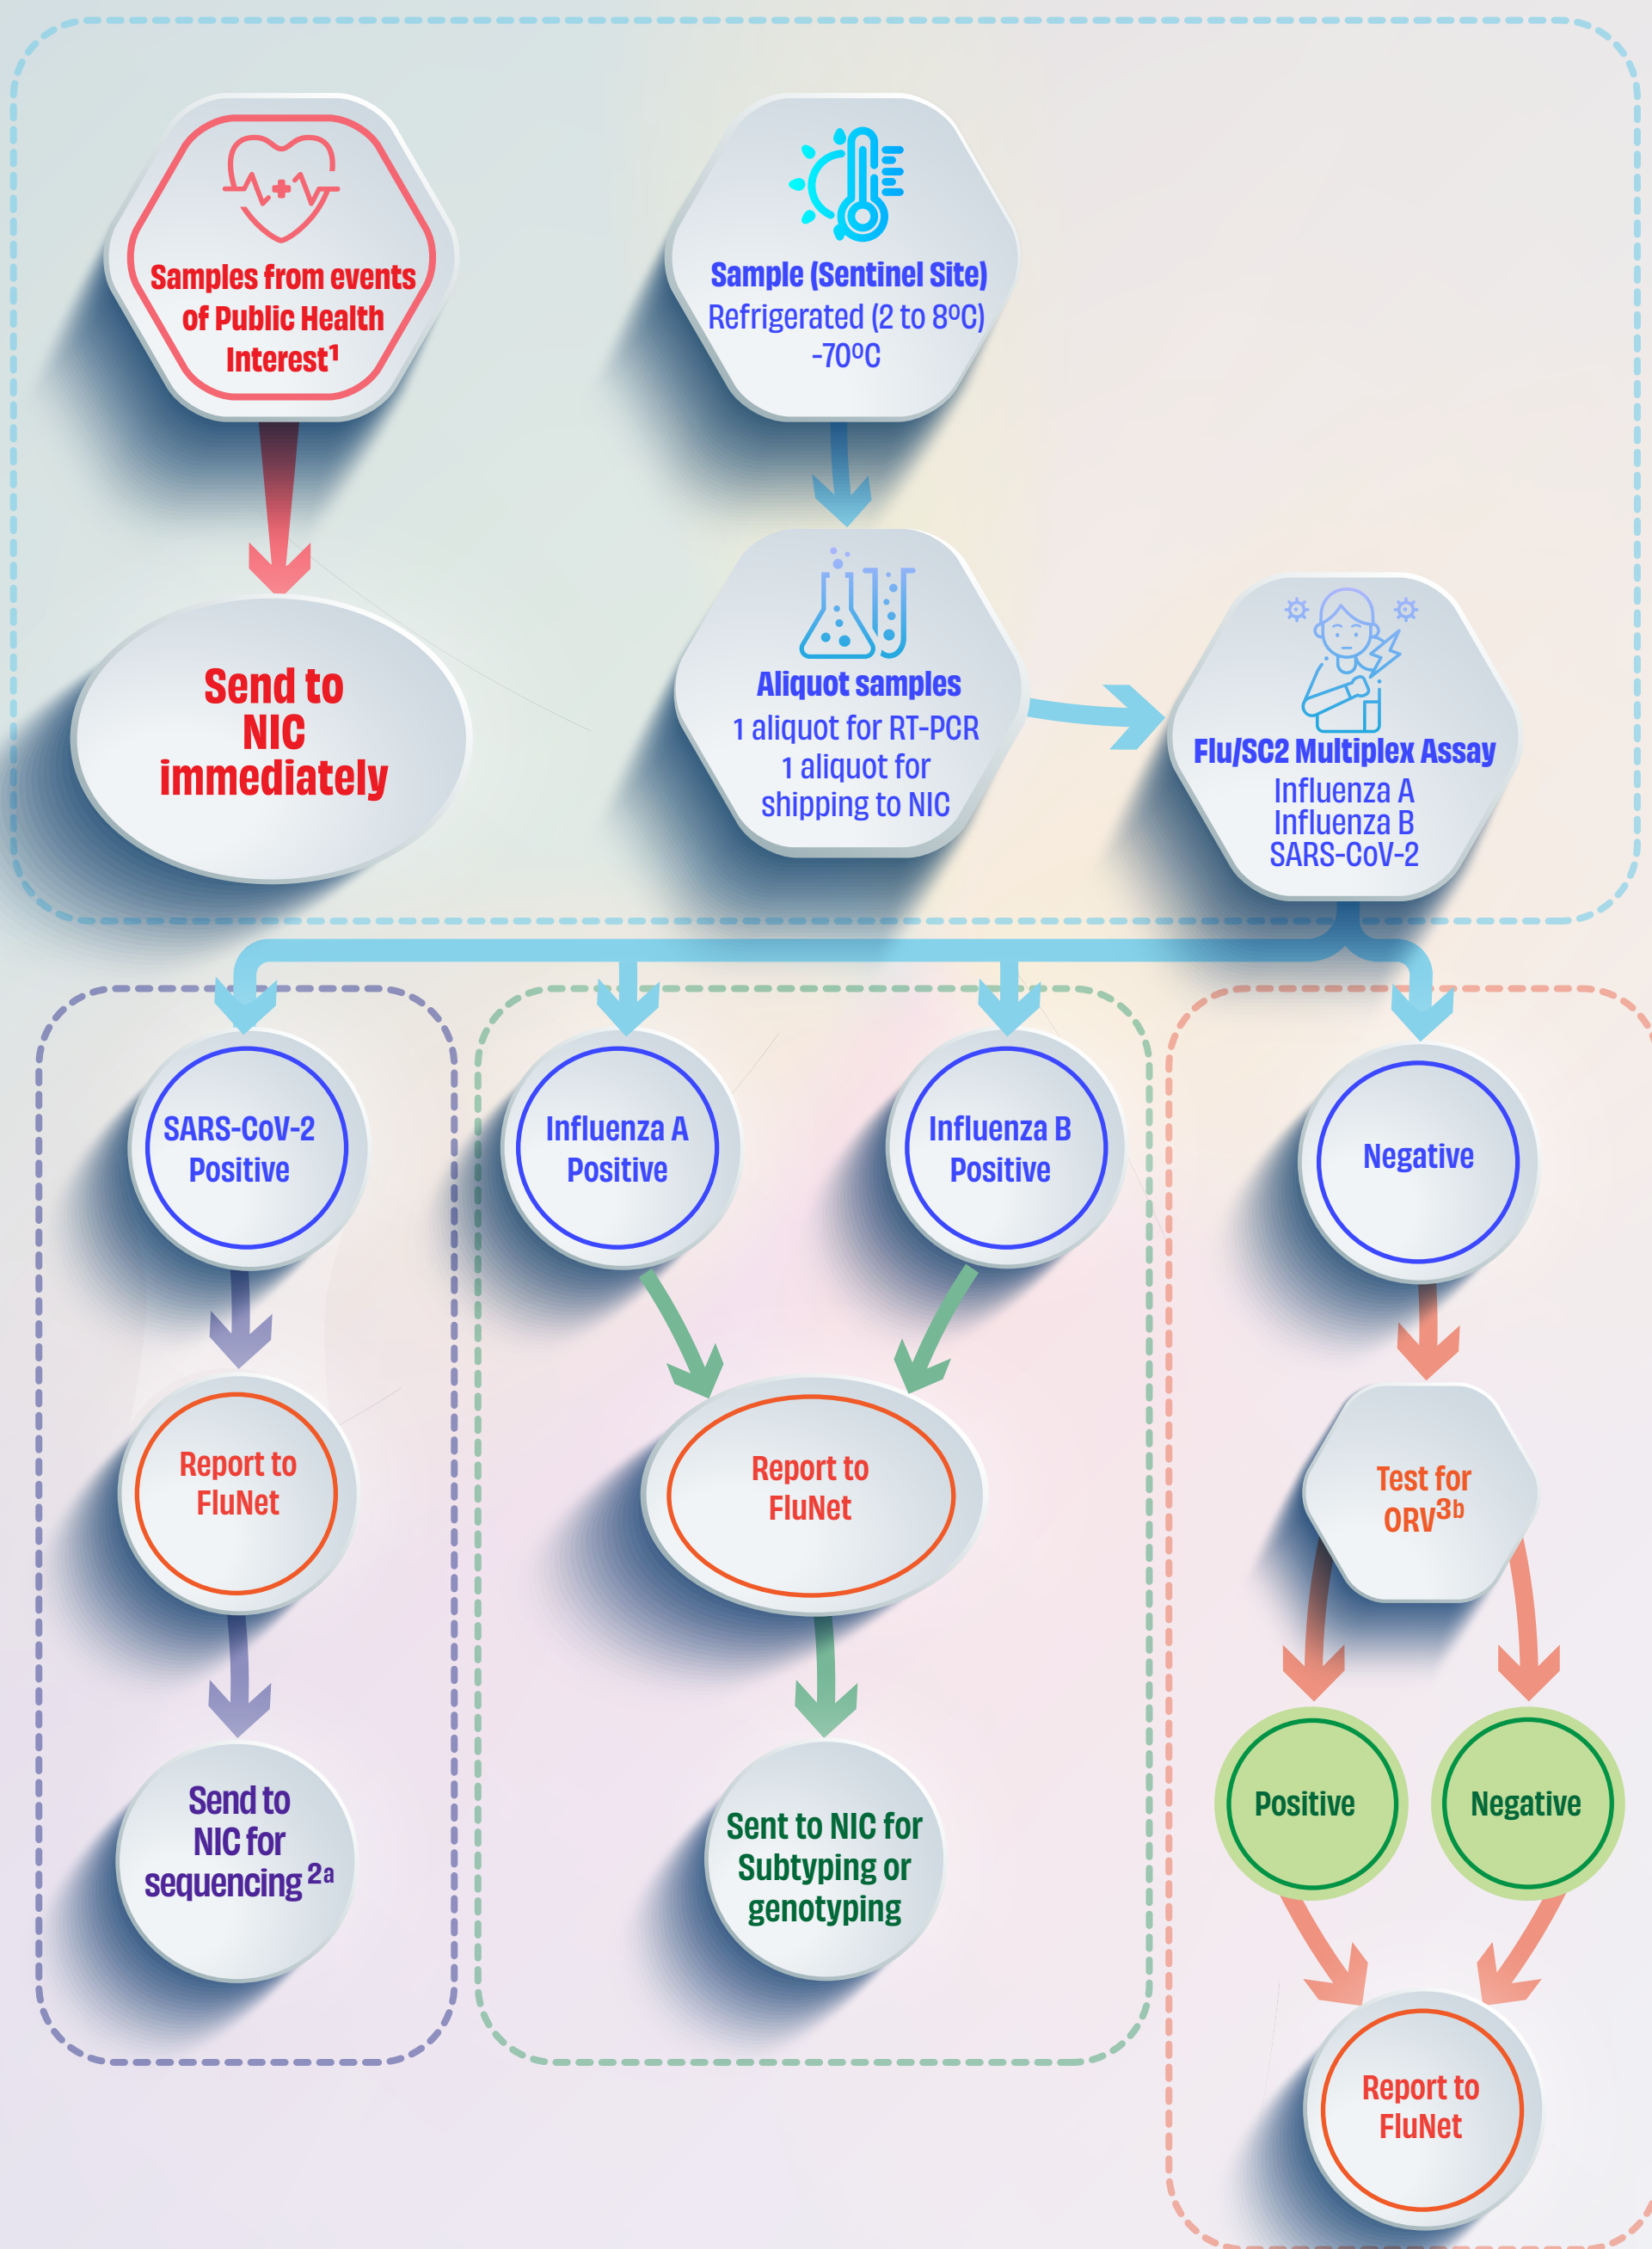 Samples from events
of Public Health
Interest¹
Sample (Sentinel Site)
Refrigerated (2 to 8ºC)
-70ºC
Send to
NIC
immediately
Aliquot samples
1 aliquot for RT-PCR
1 aliquot for
shipping to NIC
Flu/SC2 Multiplex Assay
Influenza A
Influenza B
SARS-CoV-2
SARS-CoV-2
Positive
Influenza A
Positive
Influenza B
Positive
Negative
Report to
FluNet
Report to
FluNet
Test for
ORV3b
Send to
NIC for
sequencing 2a
Sent to NIC for
Subtyping or
genotyping
Positive
Negative
Report to
FluNet